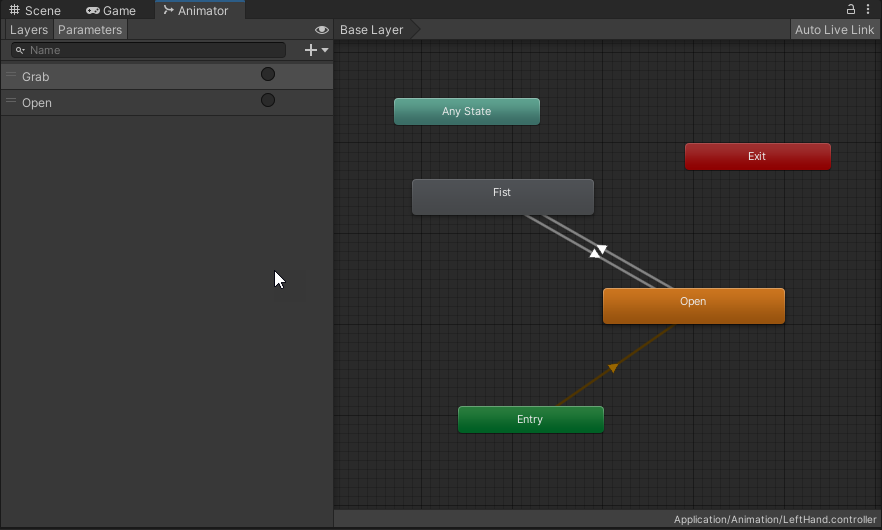 Scene Game Animator
Layers Parameters Base Layer Auto Live Link
Name
Grab
Open
Any State
Exit
Fist
Open
Entry
Application/Animation/LeftHand.controller